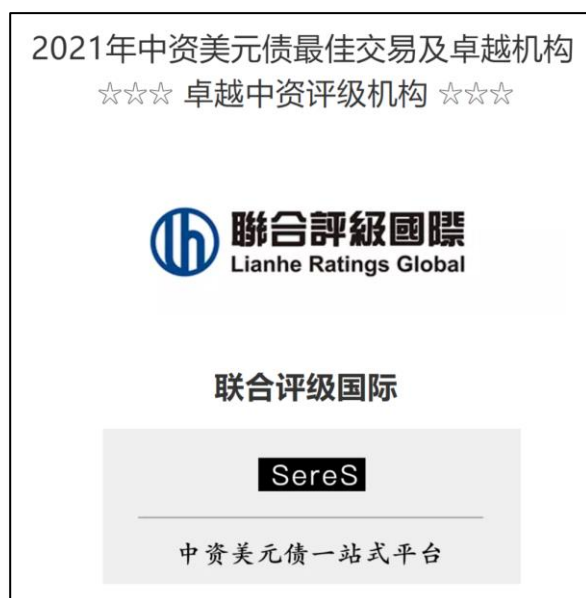 2021年中资美元债最佳交易及卓越机构
☆☆☆ 卓越中资评级机构 ☆☆☆
聯合評級國際
Lianhe Ratings Global
联合评级国际
SereS
中资美元债一站式平台